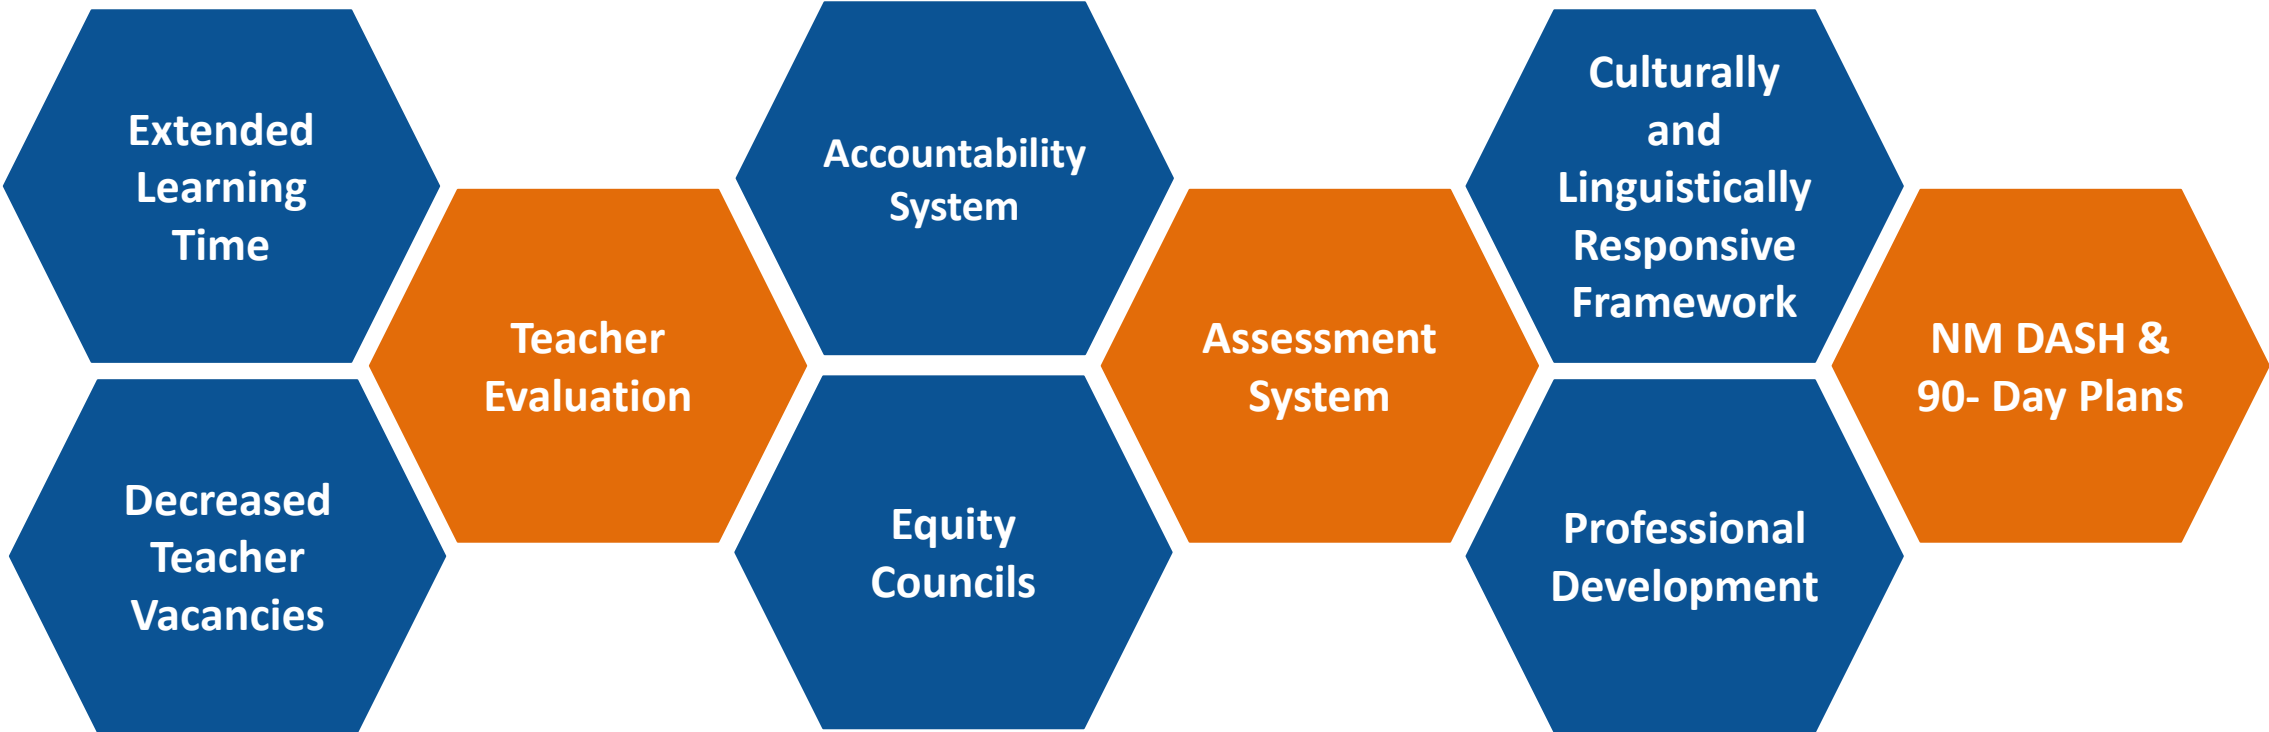 Extended
Learning
Time
Decreased
Teacher
Vacancies
Teacher
Evaluation
Accountability
System
Equity
Councils
Assessment
System
Culturally
and
Linguistically
Responsive
Framework
Professional
Development
NM DASH &
90- Day Plans